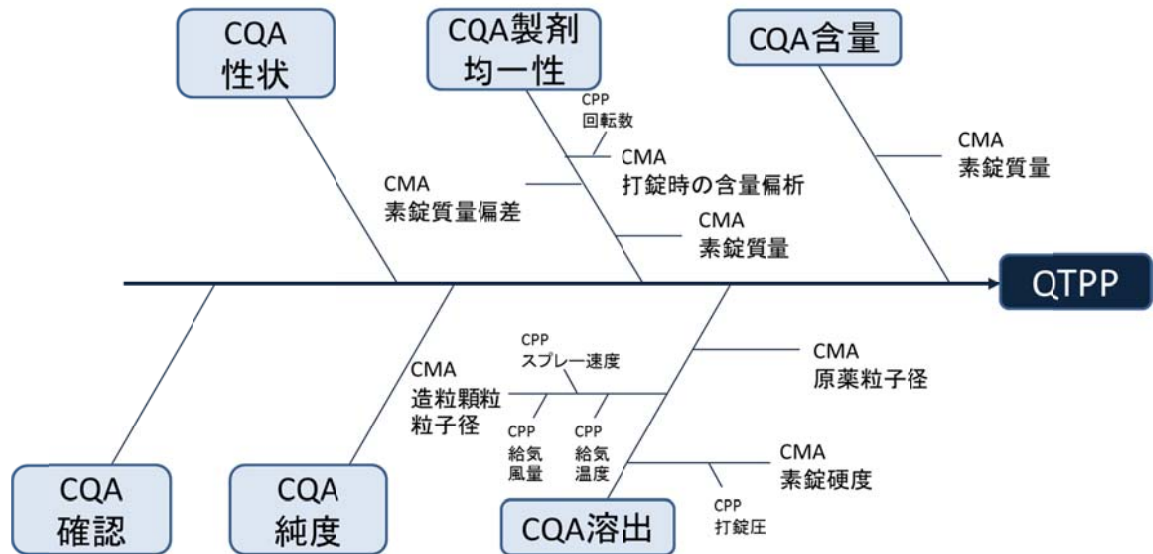 CQA
性状
CQA製剤
均一性
CQA含量
CPP
回転数
CMA
素錠質量偏差
CMA
打錠時の含量偏析
CMA
素錠質量
CMA
素錠質量
QTPP
CMA
造粒顆粒
粒子径
CPP
スプレー速度
CPP
給気
風量
CPP
給気
温度
CMA
原薬粒子径
CMA
素錠硬度
CPP
打錠圧
CQA
確認
CQA
純度
CQA溶出